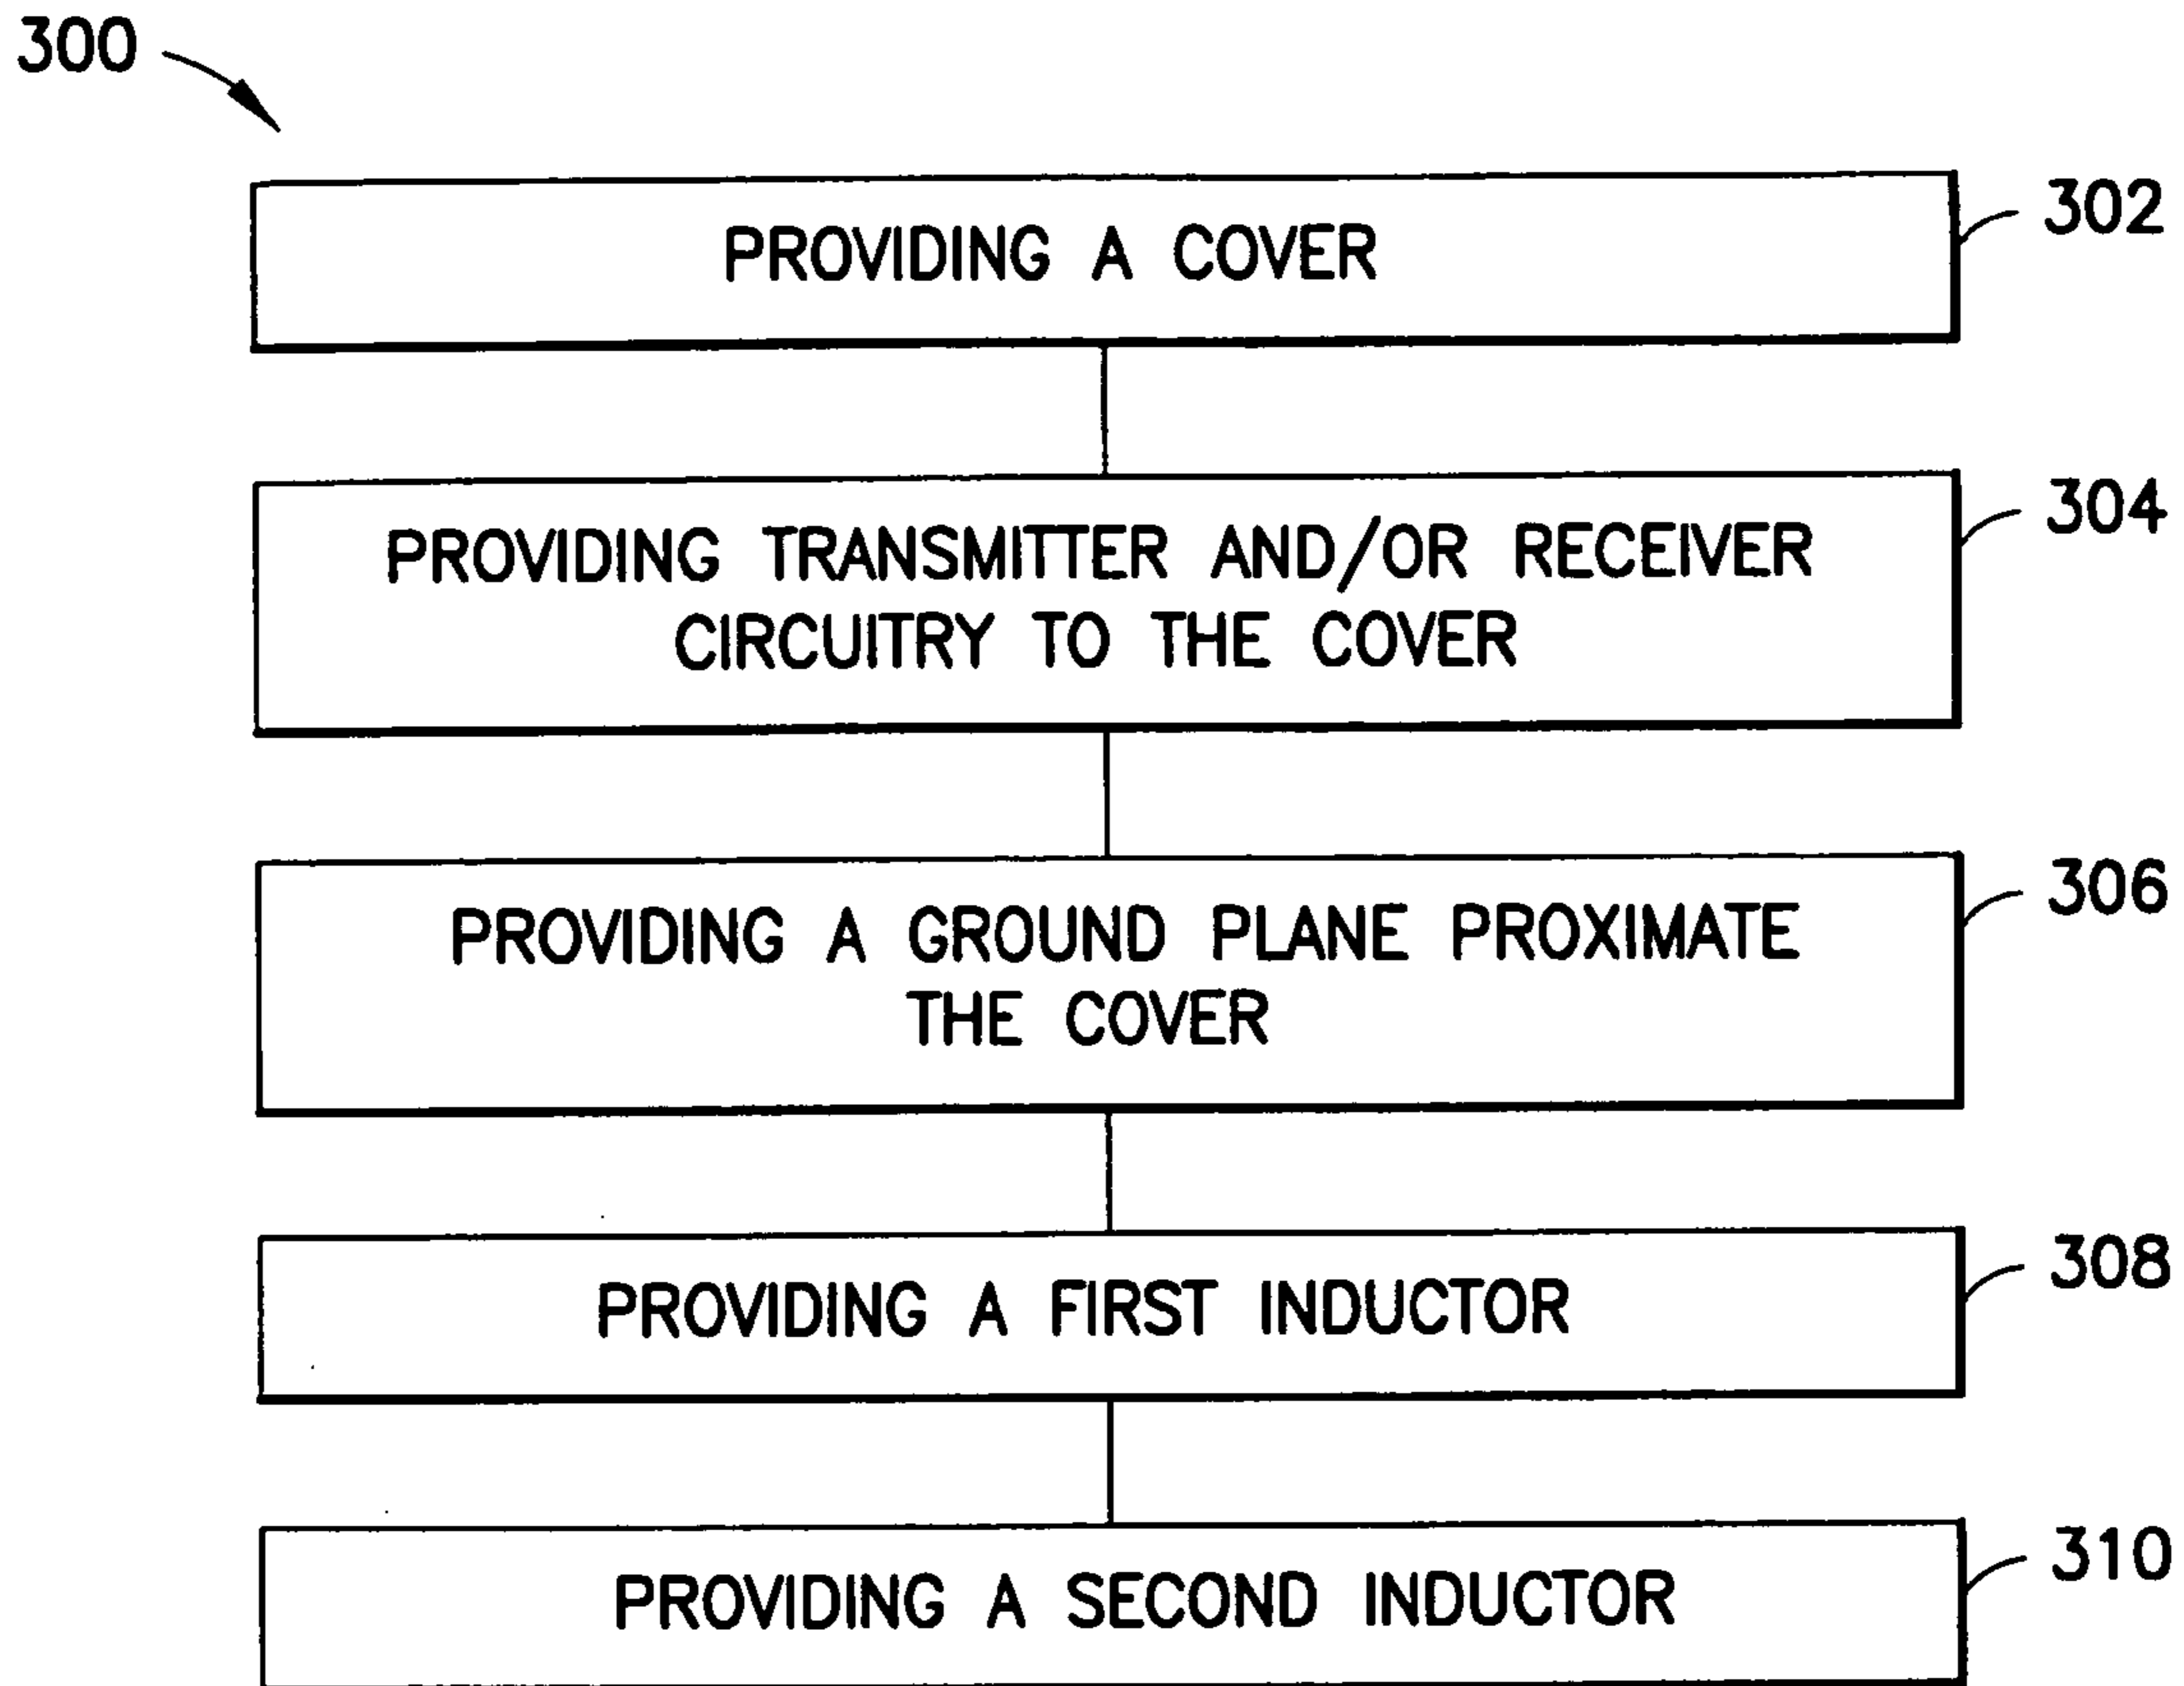 300
PROVIDING A COVER
302
PROVIDING TRANSMITTER AND/OR RECEIVER
CIRCUITRY TO THE COVER
304
PROVIDING A GROUND PLANE PROXIMATE
THE COVER
306
PROVIDING A FIRST INDUCTOR
308
PROVIDING A SECOND INDUCTOR
310